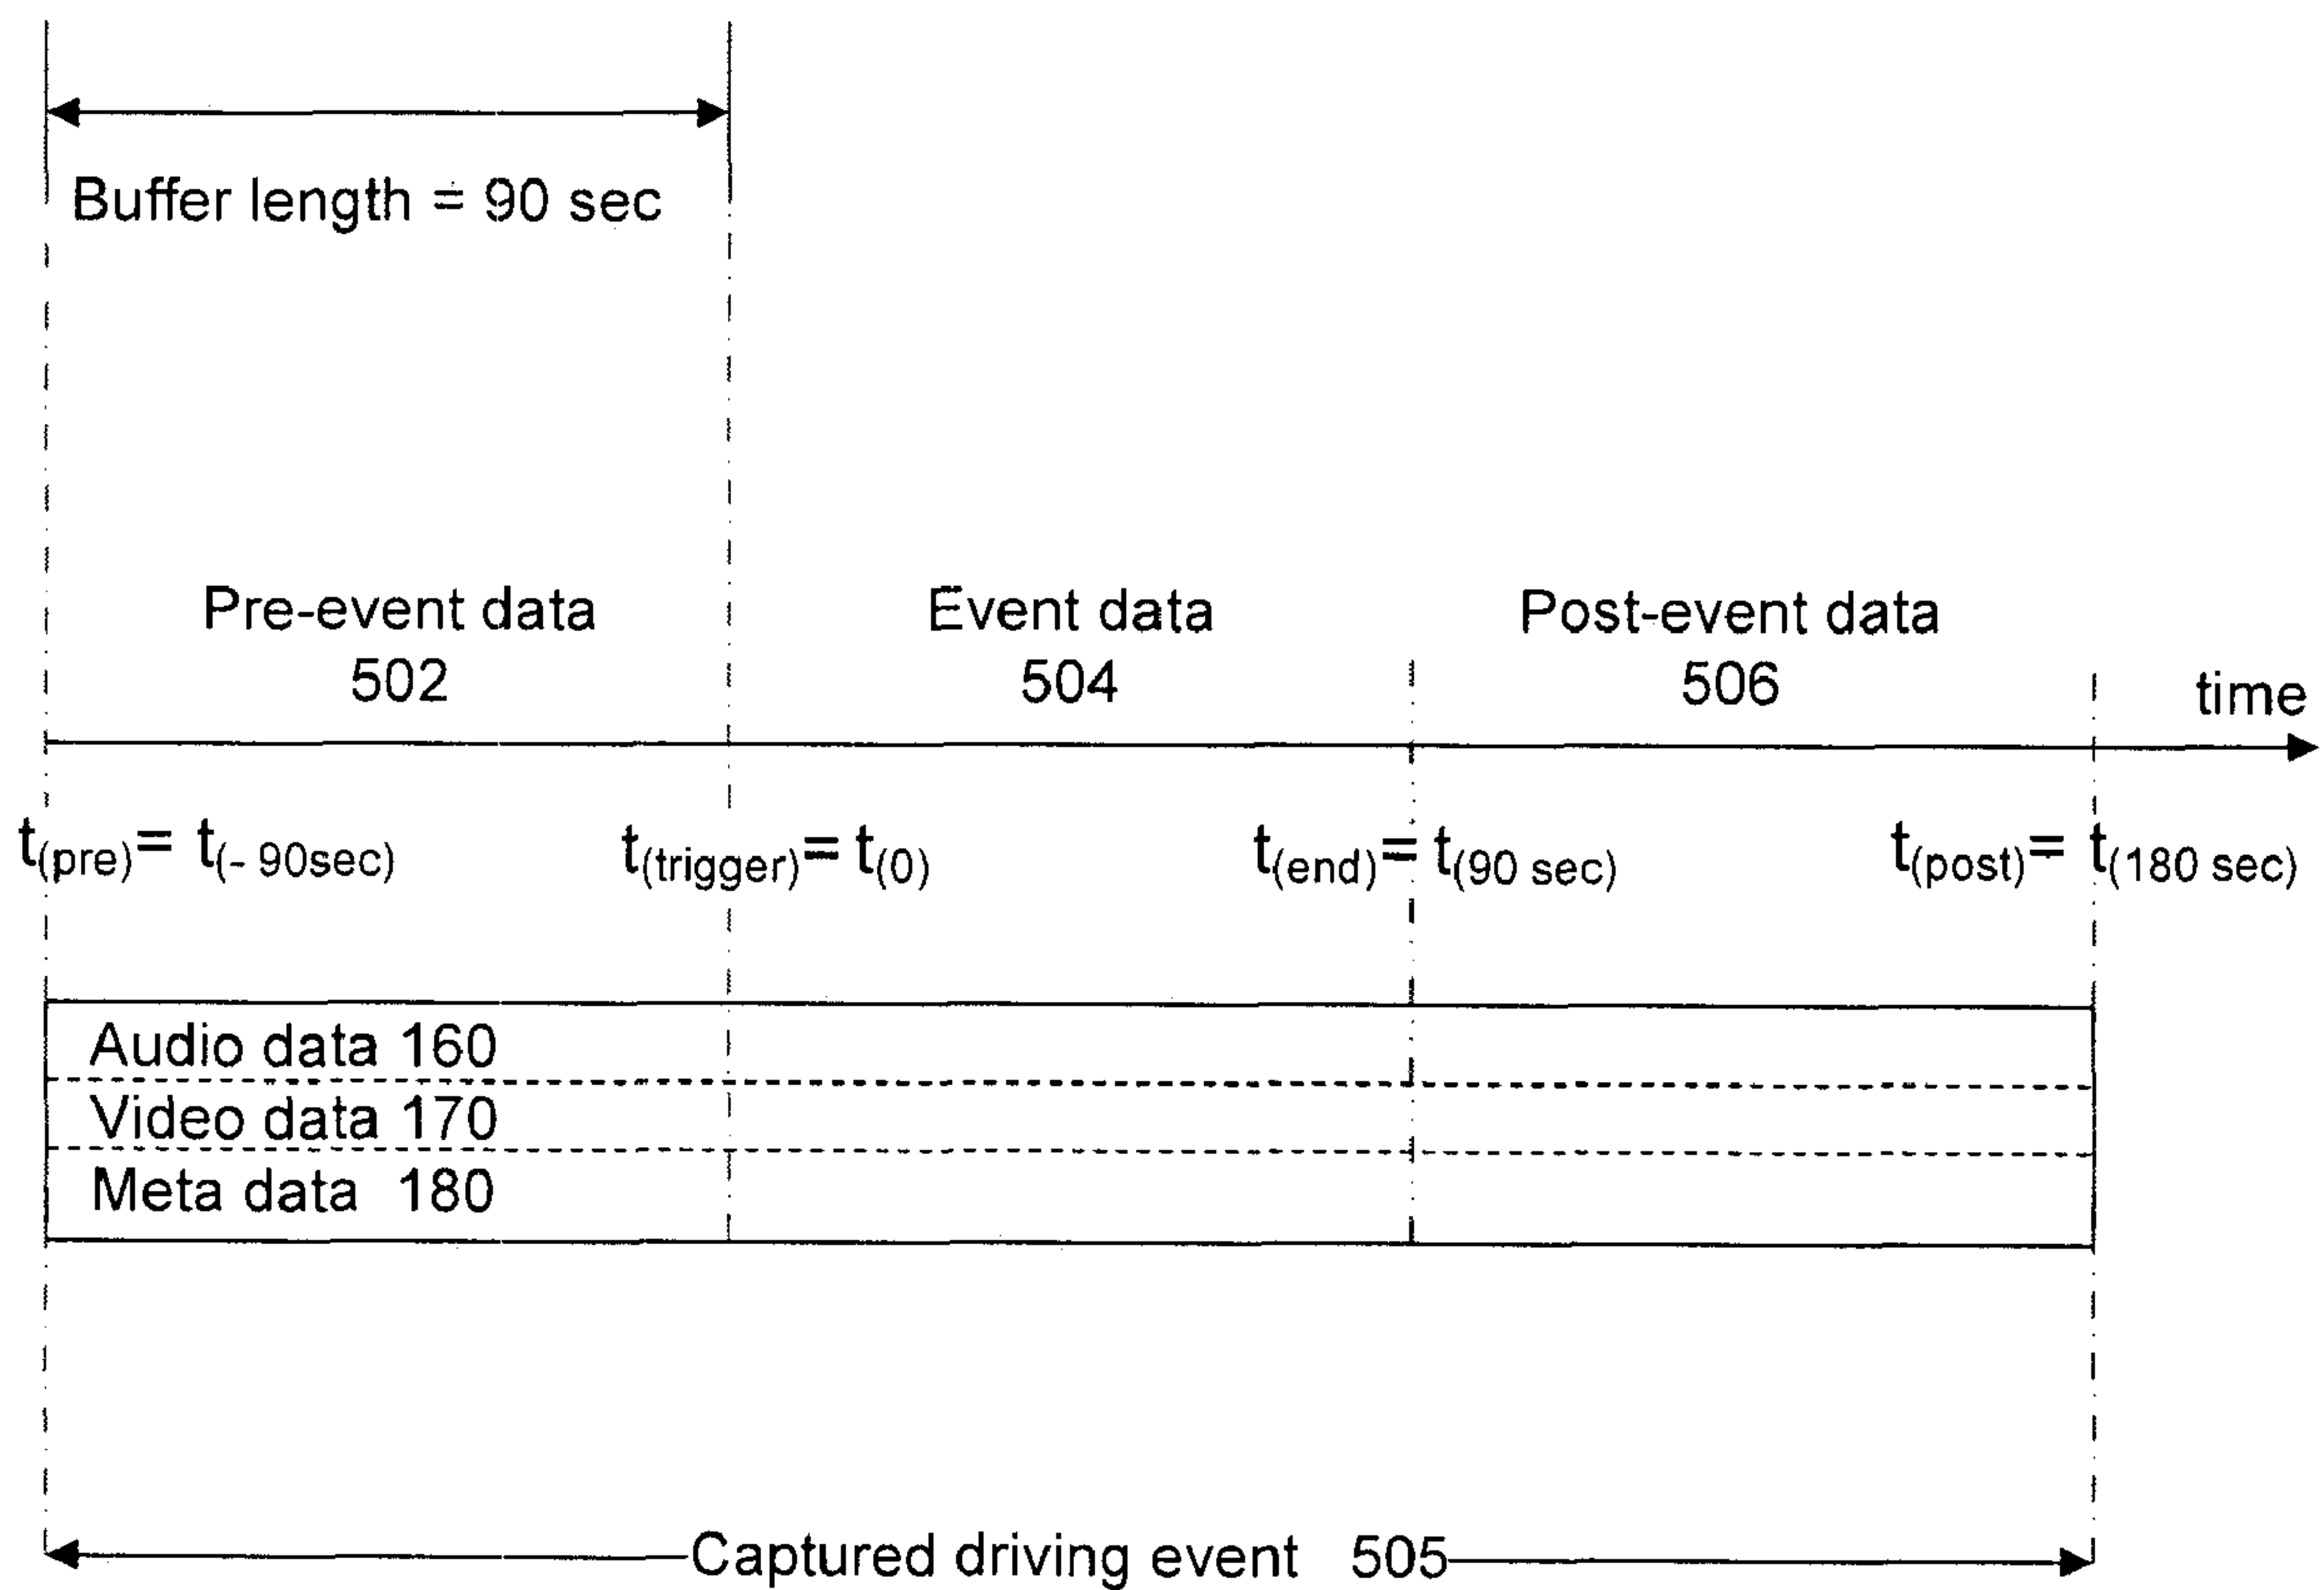 Buffer length = 90 sec
Pre-event data
502
Event data
504
Post-event data
506
time
t(pre)= t(- 90sec)
t(trigger)= t(0)
t(end)= t(90 sec)
t(post)= t(180 sec)
Audio data 160
Video data 170
Meta data 180
Captured driving event 505